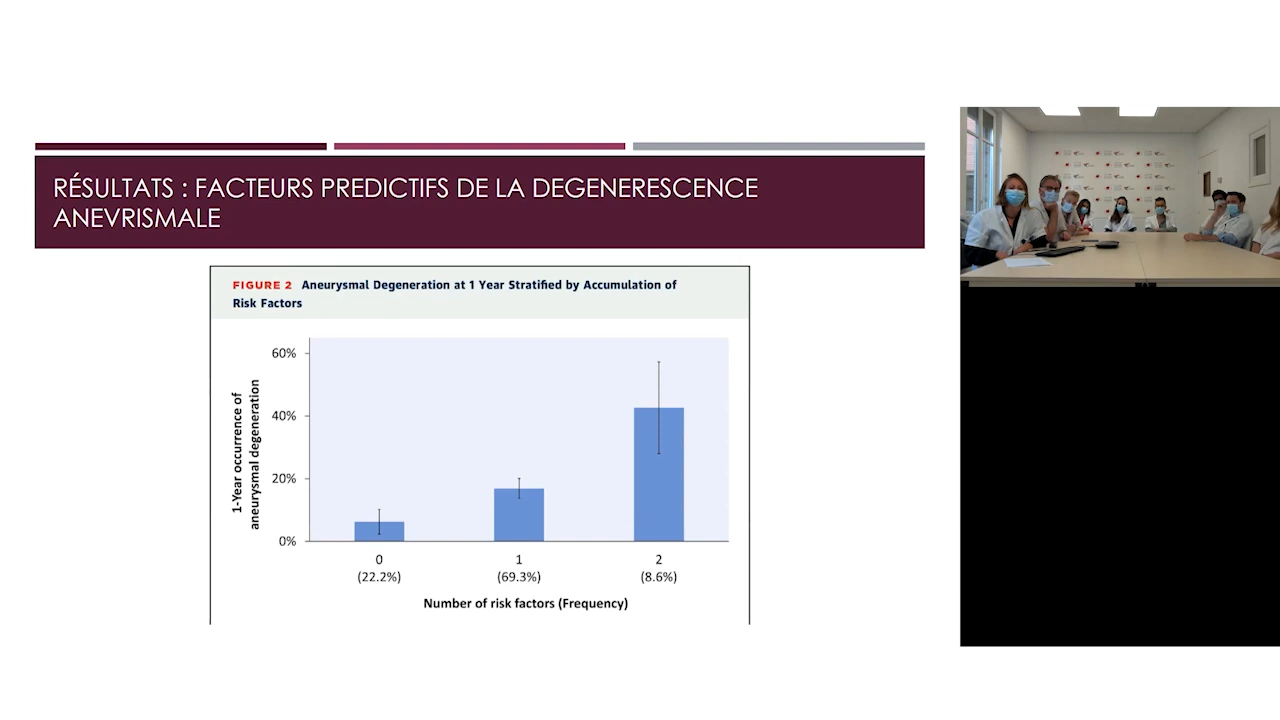 RÉSULTATS : FACTEURS PREDICTIFS DE LA DEGENERESCENCE
ANEVRISMALE
FIGURE 2 Aneurysmal Degeneration at 1 Year Stratified by Accumulation of
Risk Factors
1-Year occurrence of
aneurysmal degeneration
60%
40%
20%
0%
0
1
2
(22.2%)
(69.3%)
(8.6%)
Number of risk factors (Frequency)